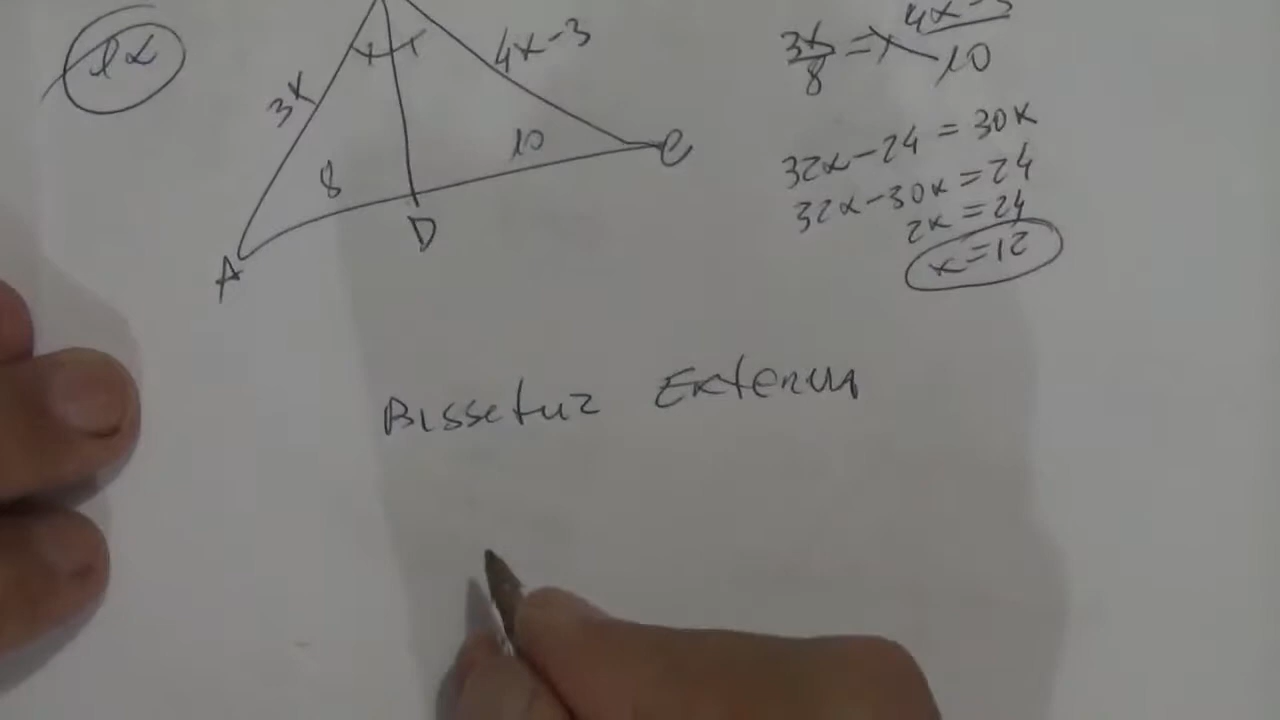 3x
4x-3
8
10
A
D
C
3x/8 = 4x-3/10
32x-24 = 30x
32x-30x = 24
2x = 24
x = 12
Bissetriz Externa